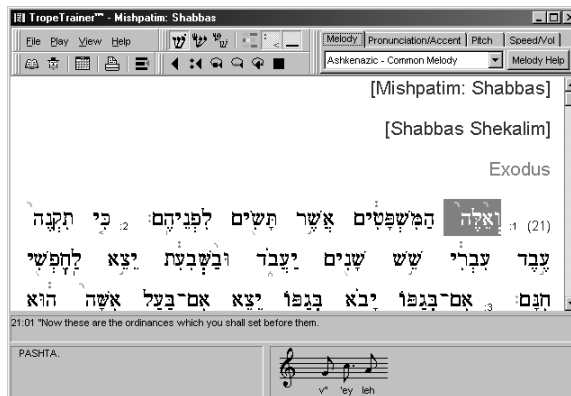 TropeTrainer™ - Mishpatim: Shabbas
File Play View Help
Melody Pronunciation/Accent Pitch Speed/Vol
Ashkenazic - Common Melody Melody Help
[Mishpatim: Shabbas]
[Shabbas Shekalim]
Exodus
(21) 1: וְאֵלֶּה הַמִּשְׁפָּטִים אֲשֶׁר תָּשִׂים לִפְנֵיהֶם: 2: כִּי תִקְנֶה
עֶבֶד עִבְרִי שֵׁשׁ שָׁנִים יַעֲבֹד וּבַשְּׁבִעִת יֵצֵא לַחָפְשִׁי
חִנָּם: 3: אִם־בְּגַפּוֹ יָבֹא בְּגַפּוֹ יֵצֵא אִם־בַּעַל אִשָּׁה הוּא
21:01 "Now these are the ordinances which you shall set before them.
PASHTA.
v" 'ey leh